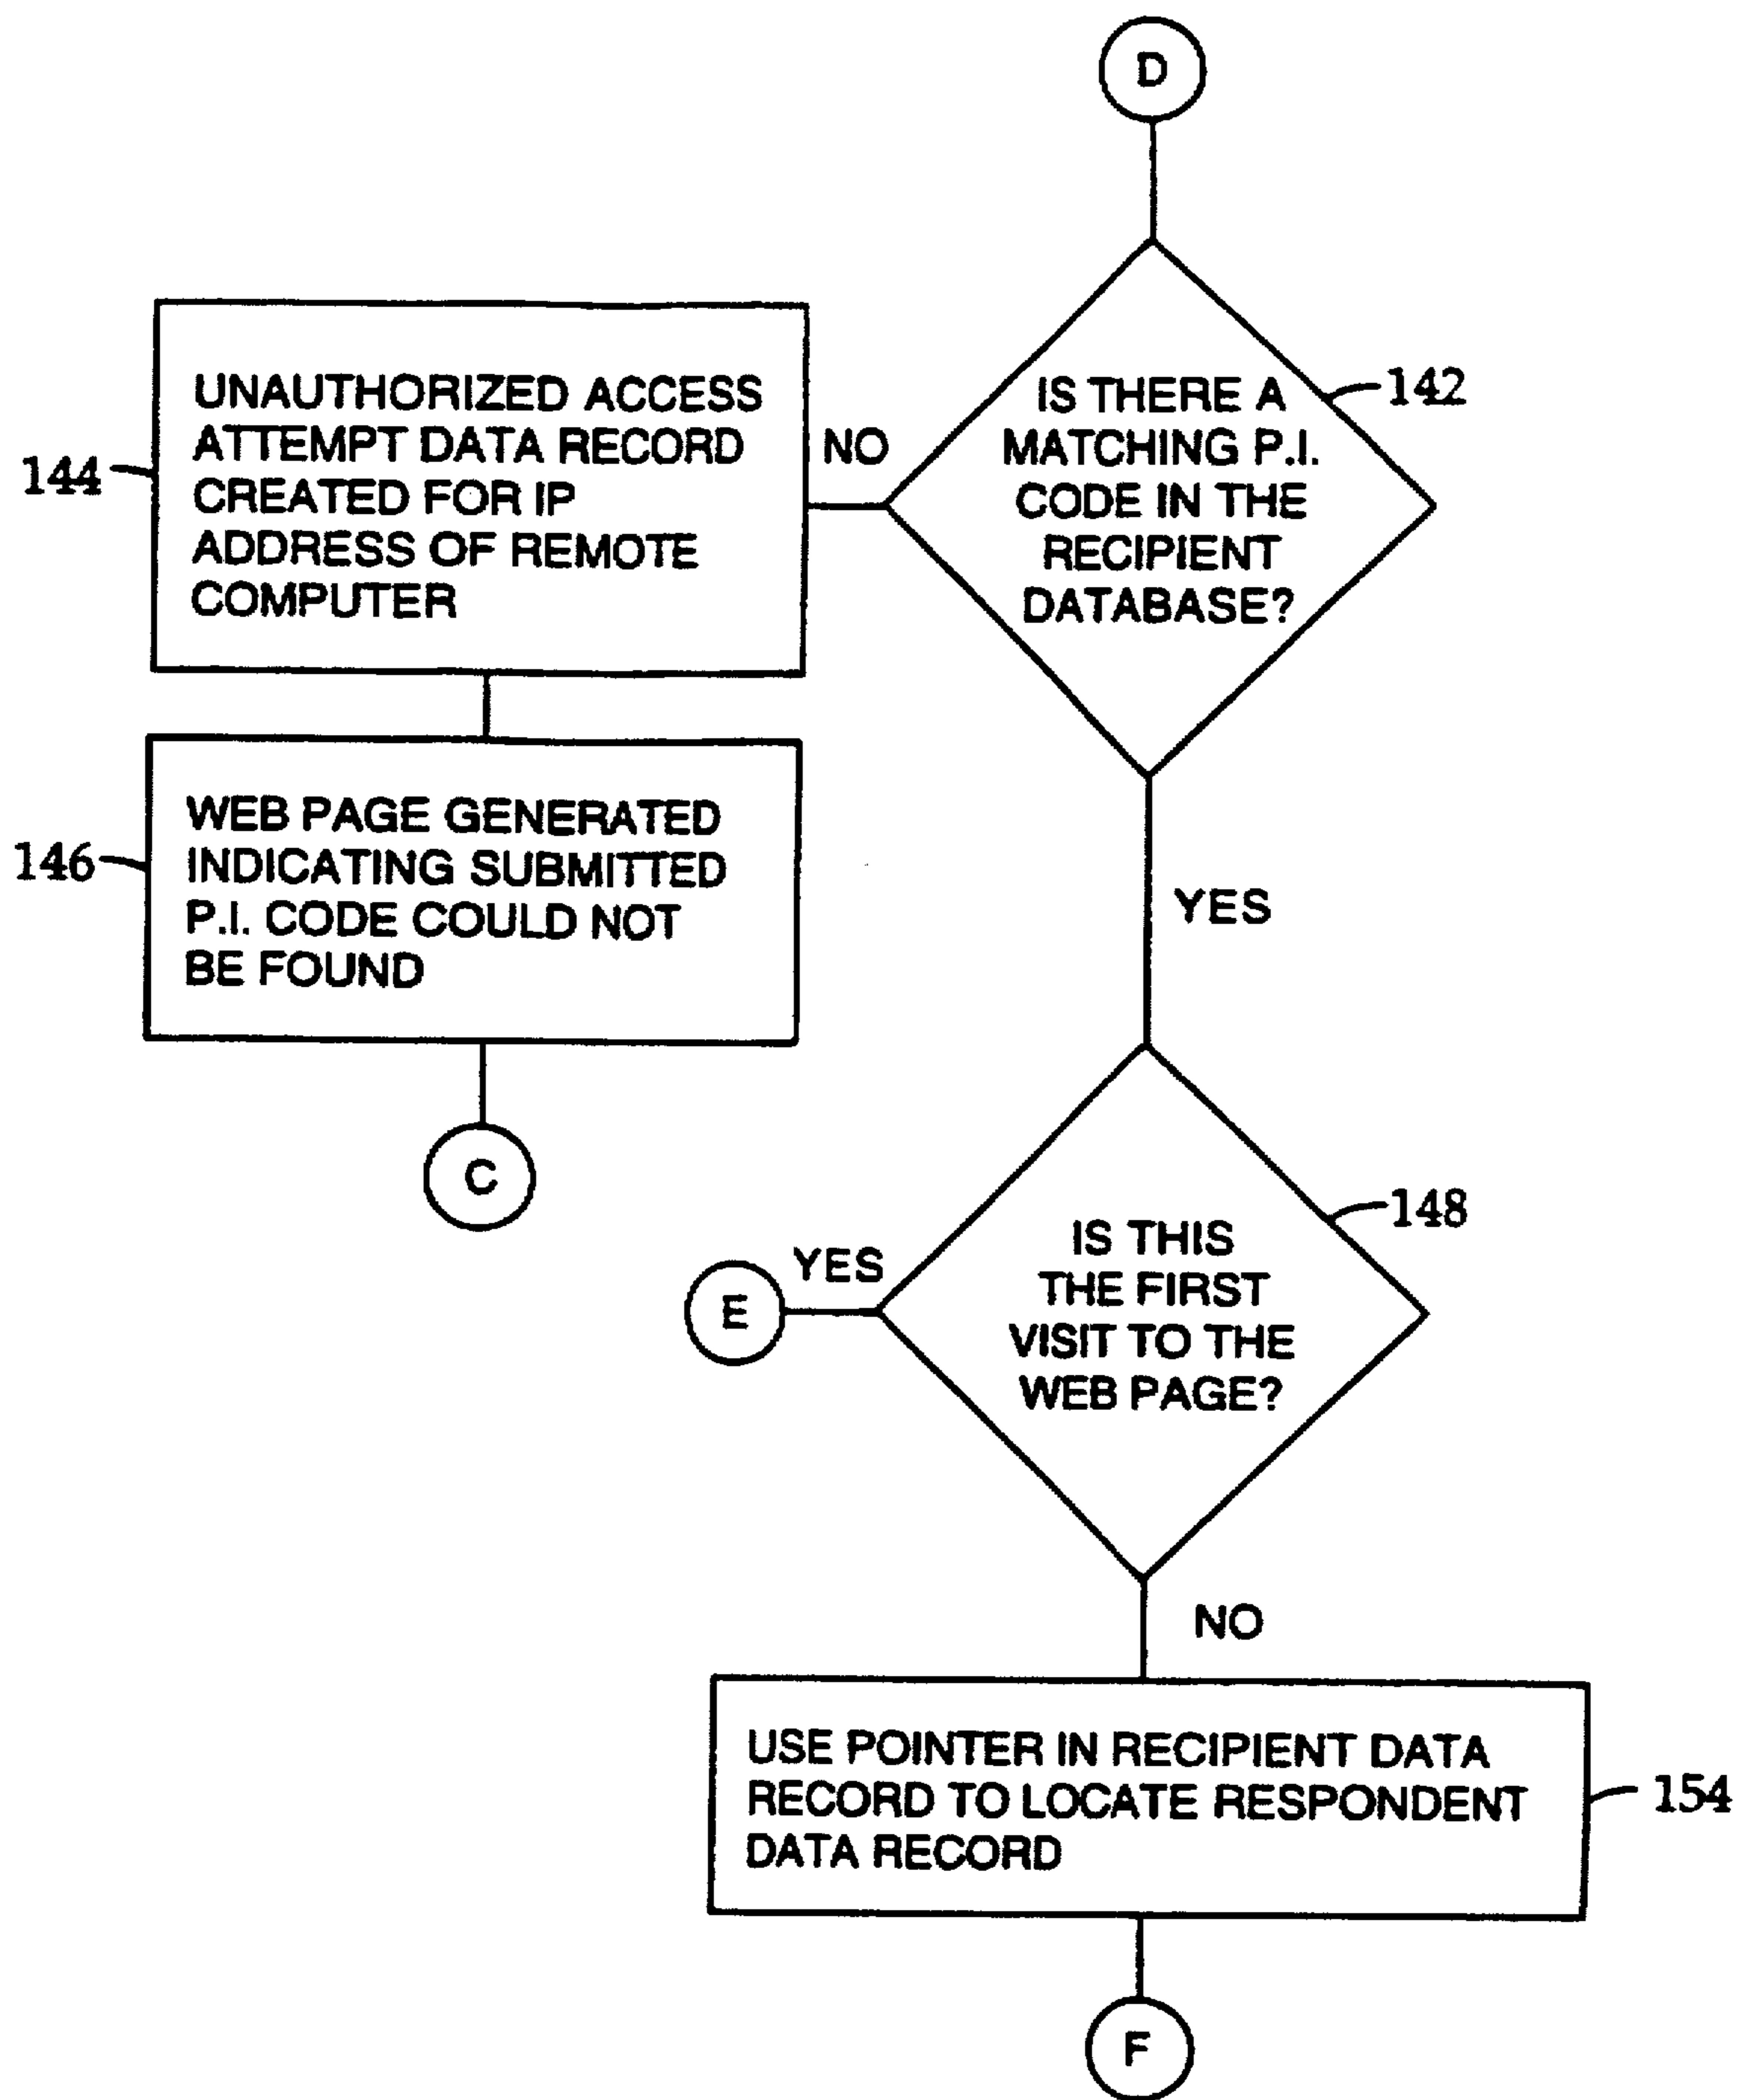 D
IS THERE A
MATCHING P.I.
CODE IN THE
RECIPIENT
DATABASE?
142
NO
UNAUTHORIZED ACCESS
ATTEMPT DATA RECORD
CREATED FOR IP
ADDRESS OF REMOTE
COMPUTER
144
WEB PAGE GENERATED
INDICATING SUBMITTED
P.I. CODE COULD NOT
BE FOUND
146
C
YES
IS THIS
THE FIRST
VISIT TO THE
WEB PAGE?
148
YES
E
NO
USE POINTER IN RECIPIENT DATA
RECORD TO LOCATE RESPONDENT
DATA RECORD
154
F